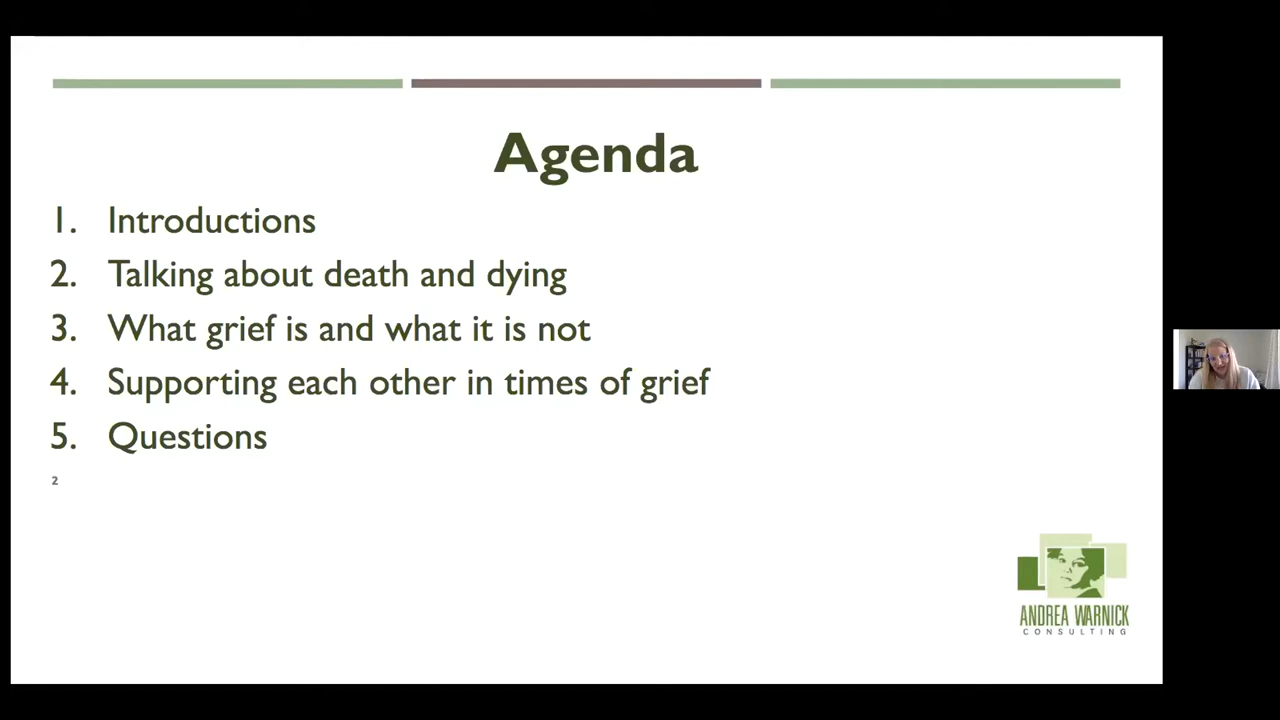 Agenda
1. Introductions
2. Talking about death and dying
3. What grief is and what it is not
4. Supporting each other in times of grief
5. Questions
2
ANDREA WARNICK
CONSULTING